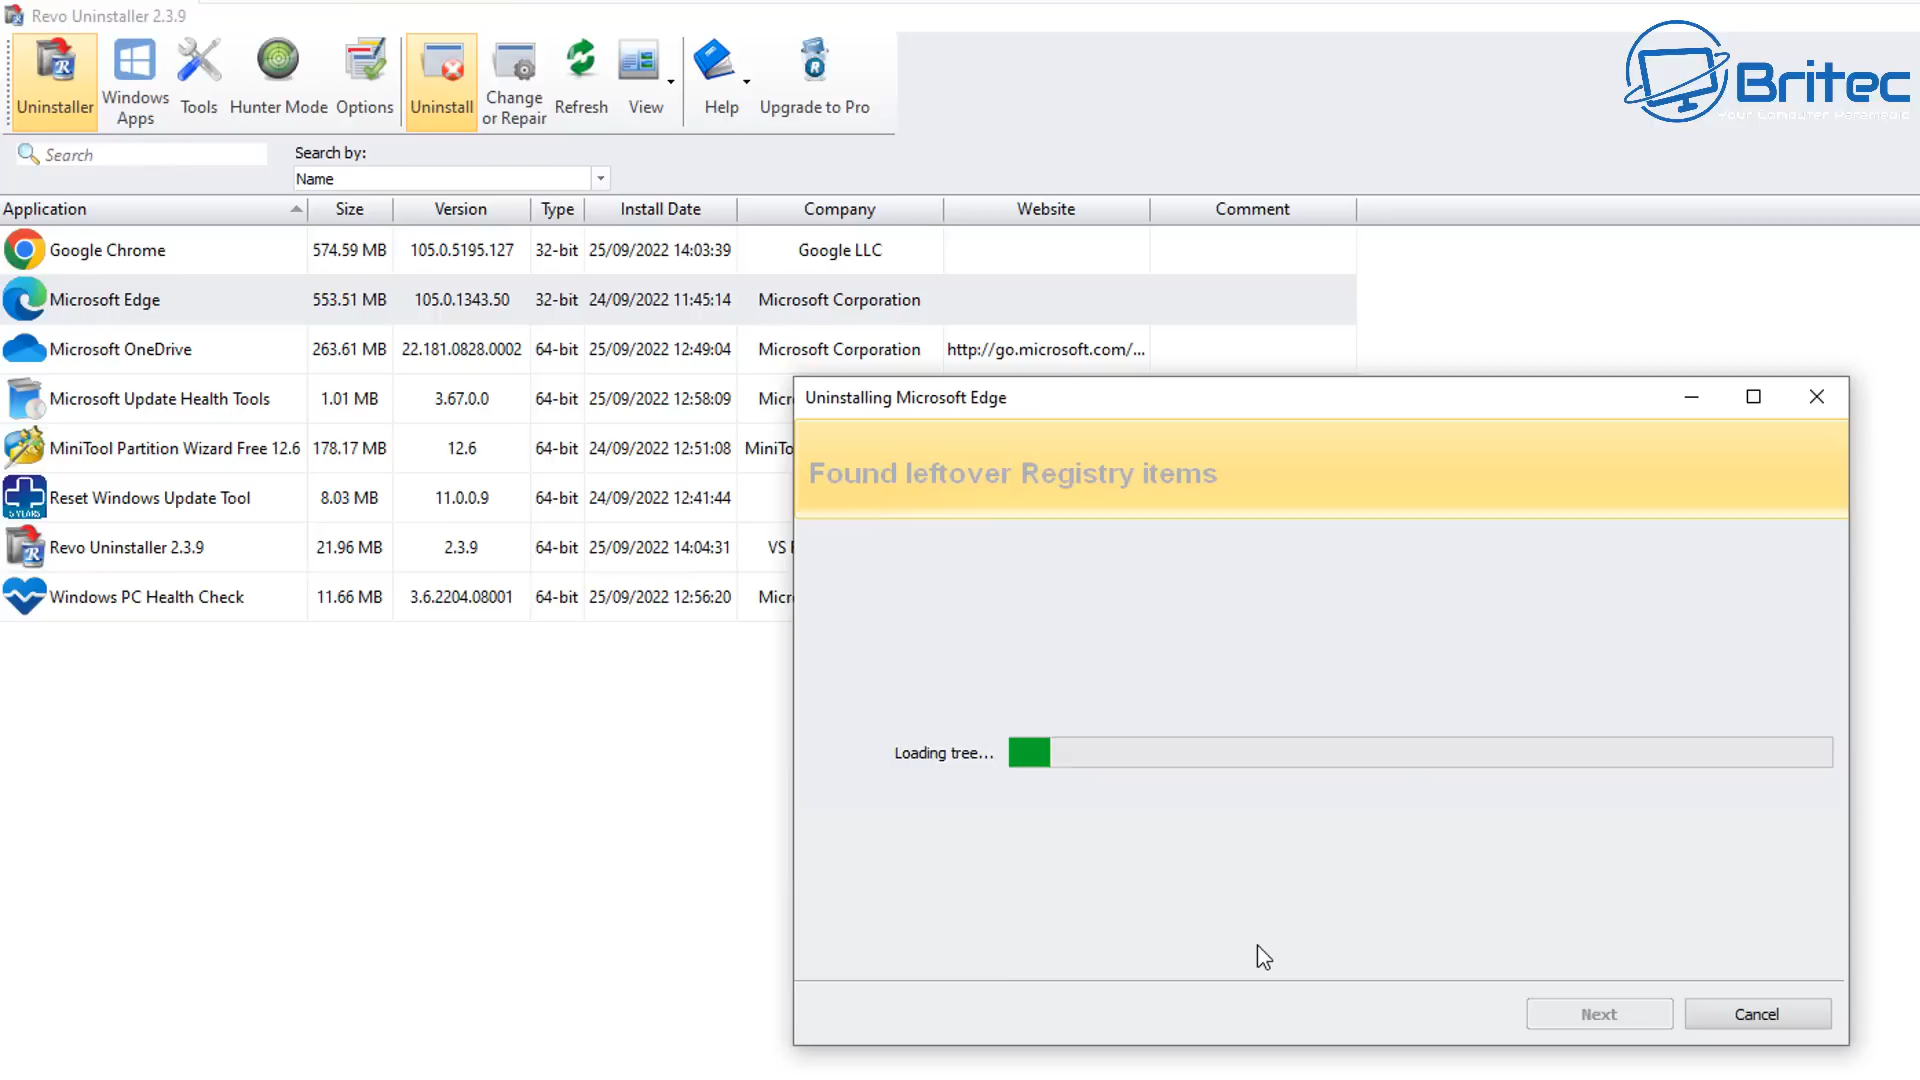 Revo Uninstaller 2.3.9
Uninstaller
Windows Apps
Tools
Hunter Mode
Options
Uninstall
Change or Repair
Refresh
View
Help
Upgrade to Pro
Britec
Your Computer Paramedic
Search
Search by:
Name
Application Size Version Type Install Date Company Website Comment
Google Chrome 574.59 MB 105.0.5195.127 32-bit 25/09/2022 14:03:39 Google LLC
Microsoft Edge 553.51 MB 105.0.1343.50 32-bit 24/09/2022 11:45:14 Microsoft Corporation
Microsoft OneDrive 263.61 MB 22.181.0828.0002 64-bit 25/09/2022 12:49:04 Microsoft Corporation http://go.microsoft.com/...
Microsoft Update Health Tools 1.01 MB 3.67.0.0 64-bit 25/09/2022 12:58:09 Micr
MiniTool Partition Wizard Free 12.6 178.17 MB 12.6 64-bit 24/09/2022 12:51:08 MiniTo
5 YEARS
Reset Windows Update Tool 8.03 MB 11.0.0.9 64-bit 24/09/2022 12:41:44
Revo Uninstaller 2.3.9 21.96 MB 2.3.9 64-bit 25/09/2022 14:04:31 VS
Windows PC Health Check 11.66 MB 3.6.2204.08001 64-bit 25/09/2022 12:56:20 Micr
Uninstalling Microsoft Edge
Found leftover Registry items
Loading tree...
Next
Cancel